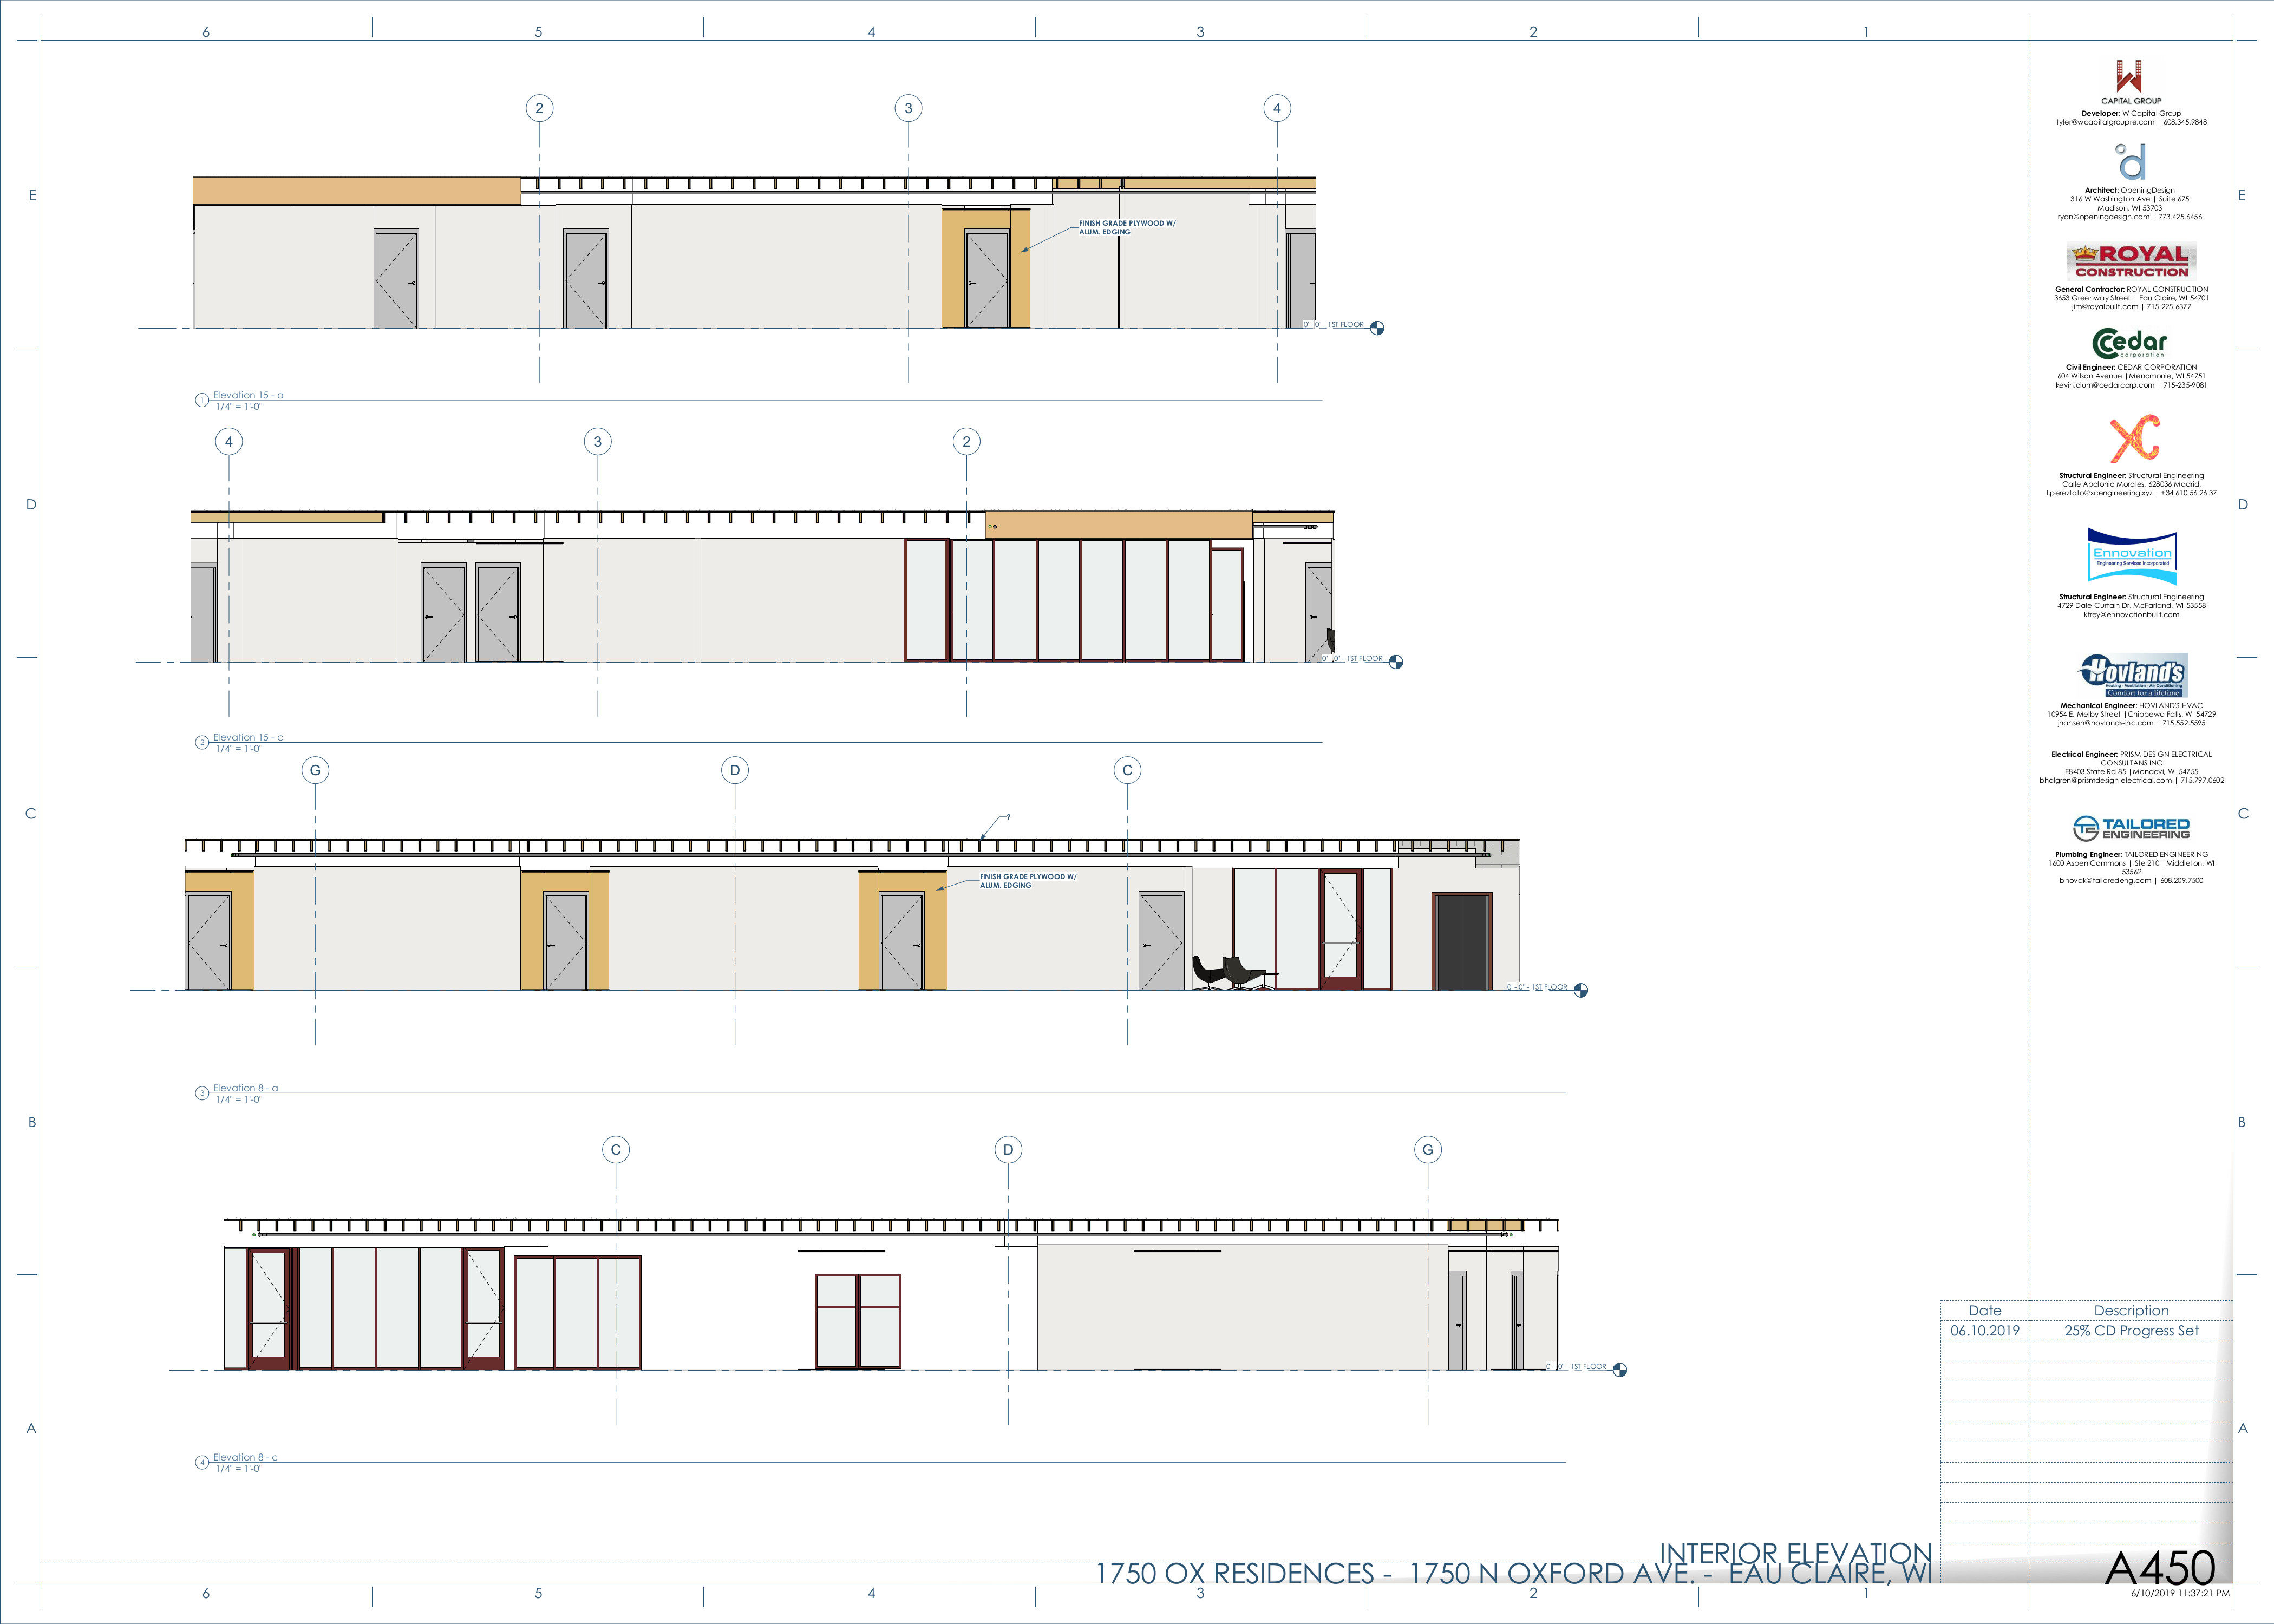 6 5 4 3 2 1
E
D
C
B
A
2 3 4
FINISH GRADE PLYWOOD W/
ALUM. EDGING
0' - 0" - 1ST FLOOR
1 Elevation 15 - a
1/4" = 1'-0"
4 3 2
0' - 0" - 1ST FLOOR
2 Elevation 15 - c
1/4" = 1'-0"
G D C
?
FINISH GRADE PLYWOOD W/
ALUM. EDGING
0' - 0" - 1ST FLOOR
3 Elevation 8 - a
1/4" = 1'-0"
C D G
0' - 0" - 1ST FLOOR
4 Elevation 8 - c
1/4" = 1'-0"
W
CAPITAL GROUP
Developer: W Capital Group
tyler@wcapitalgroupre.com | 608.345.9848
d
Architect: OpeningDesign
316 W Washington Ave | Suite 675
Madison, WI 53703
ryan@openingdesign.com | 773.425.6456
ROYAL
CONSTRUCTION
General Contractor: ROYAL CONSTRUCTION
3653 Greenway Street | Eau Claire, WI 54701
jim@royalbuilt.com | 715-225-6377
Cedar
corporation
Civil Engineer: CEDAR CORPORATION
604 Wilson Avenue |Menomonie, WI 54751
kevin.oium@cedarcorp.com | 715-235-9081
XC
Structural Engineer: Structural Engineering
Calle Apolonio Morales, 628036 Madrid,
l.pereztato@xcengineering.xyz | +34 610 56 26 37
Ennovation
Engineering Services Incorporated
Structural Engineer: Structural Engineering
4729 Dale-Curtain Dr, McFarland, WI 53558
kfrey@ennovationbuilt.com
Hovland's
Heating - Ventilation - Air Conditioning
Comfort for a lifetime.
Mechanical Engineer: HOVLAND'S HVAC
10954 E. Melby Street |Chippewa Falls, WI 54729
jhansen@hovlands-inc.com | 715.552.5595
Electrical Engineer: PRISM DESIGN ELECTRICAL
CONSULTANS INC
E8403 State Rd 85 |Mondovi, WI 54755
bhalgren@prismdesign-electrical.com | 715.797.0602
TE TAILORED
ENGINEERING
Plumbing Engineer: TAILORED ENGINEERING
1600 Aspen Commons | Ste 210 |Middleton, WI
53562
bnovak@tailoredeng.com | 608.209.7500
E
D
C
B
A
Date Description
06.10.2019 25% CD Progress Set
INTERIOR ELEVATION
1750 OX RESIDENCES - 1750 N OXFORD AVE. - EAU CLAIRE, WI
A450
6/10/2019 11:37:21 PM
6 5 4 3 2 1